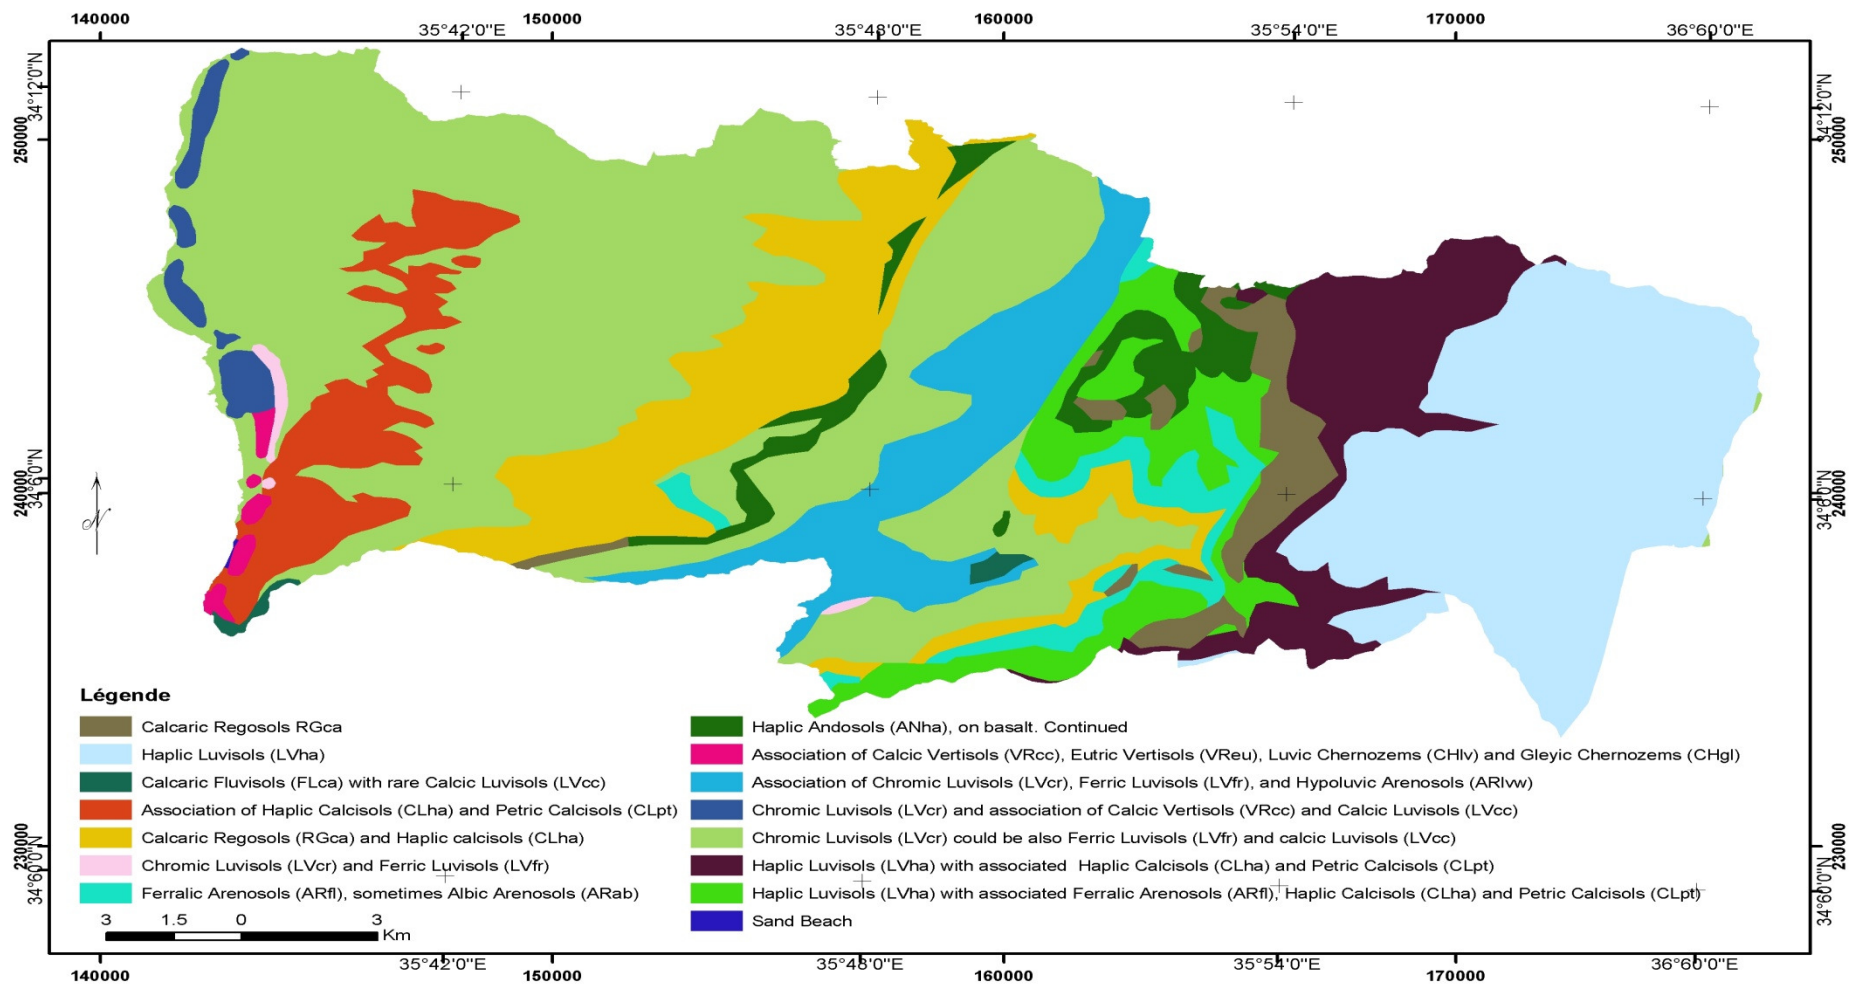 140000 150000 160000 170000
35°42'0"E 35°48'0"E 35°54'0"E 36°60'0"E
34°12'0"N 34°12'0"N
250000 250000
240000 34°6'0"N 34°6'0"N 240000
N
230000 34°60'0"N 34°60'0"N 230000
Légende
Calcaric Regosols RGca
Haplic Luvisols (LVha)
Calcaric Fluvisols (FLca) with rare Calcic Luvisols (LVcc)
Association of Haplic Calcisols (CLha) and Petric Calcisols (CLpt)
Calcaric Regosols (RGca) and Haplic calcisols (CLha)
Chromic Luvisols (LVcr) and Ferric Luvisols (LVfr)
Ferralic Arenosols (ARfl), sometimes Albic Arenosols (ARab)
Haplic Andosols (ANha), on basalt. Continued
Association of Calcic Vertisols (VRcc), Eutric Vertisols (VReu), Luvic Chernozems (CHlv) and Gleyic Chernozems (CHgl)
Association of Chromic Luvisols (LVcr), Ferric Luvisols (LVfr), and Hypoluvic Arenosols (ARlvw)
Chromic Luvisols (LVcr) and association of Calcic Vertisols (VRcc) and Calcic Luvisols (LVcc)
Chromic Luvisols (LVcr) could be also Ferric Luvisols (LVfr) and calcic Luvisols (LVcc)
Haplic Luvisols (LVha) with associated Haplic Calcisols (CLha) and Petric Calcisols (CLpt)
Haplic Luvisols (LVha) with associated Ferralic Arenosols (ARfl), Haplic Calcisols (CLha) and Petric Calcisols (CLpt)
Sand Beach
3 1.5 0 3
Km
35°42'0"E 35°48'0"E 35°54'0"E 36°60'0"E
140000 150000 160000 170000